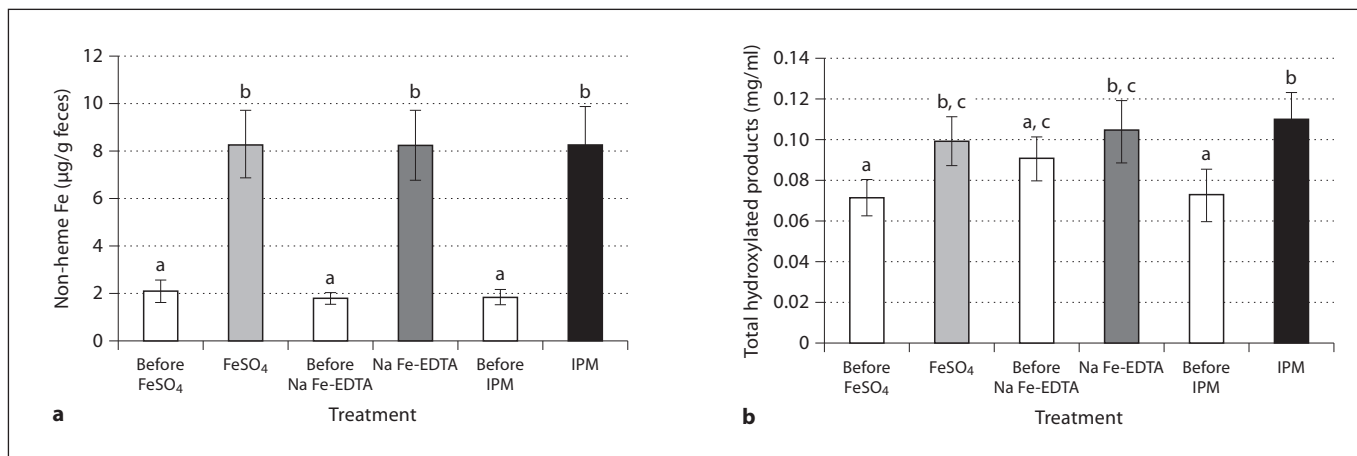 Non-heme Fe (µg/g feces)
12
10
8
6
4
2
0
a
b
a
b
a
b
Before
FeSO4
FeSO4
Before
Na Fe-EDTA
Na Fe-EDTA
Before
IPM
IPM
a
Treatment
Total hydroxylated products (mg/ml)
0.14
0.12
0.10
0.08
0.06
0.04
0.02
0
a
b, c
a, c
b, c
a
b
Before
FeSO4
FeSO4
Before
Na Fe-EDTA
Na Fe-EDTA
Before
IPM
IPM
b
Treatment